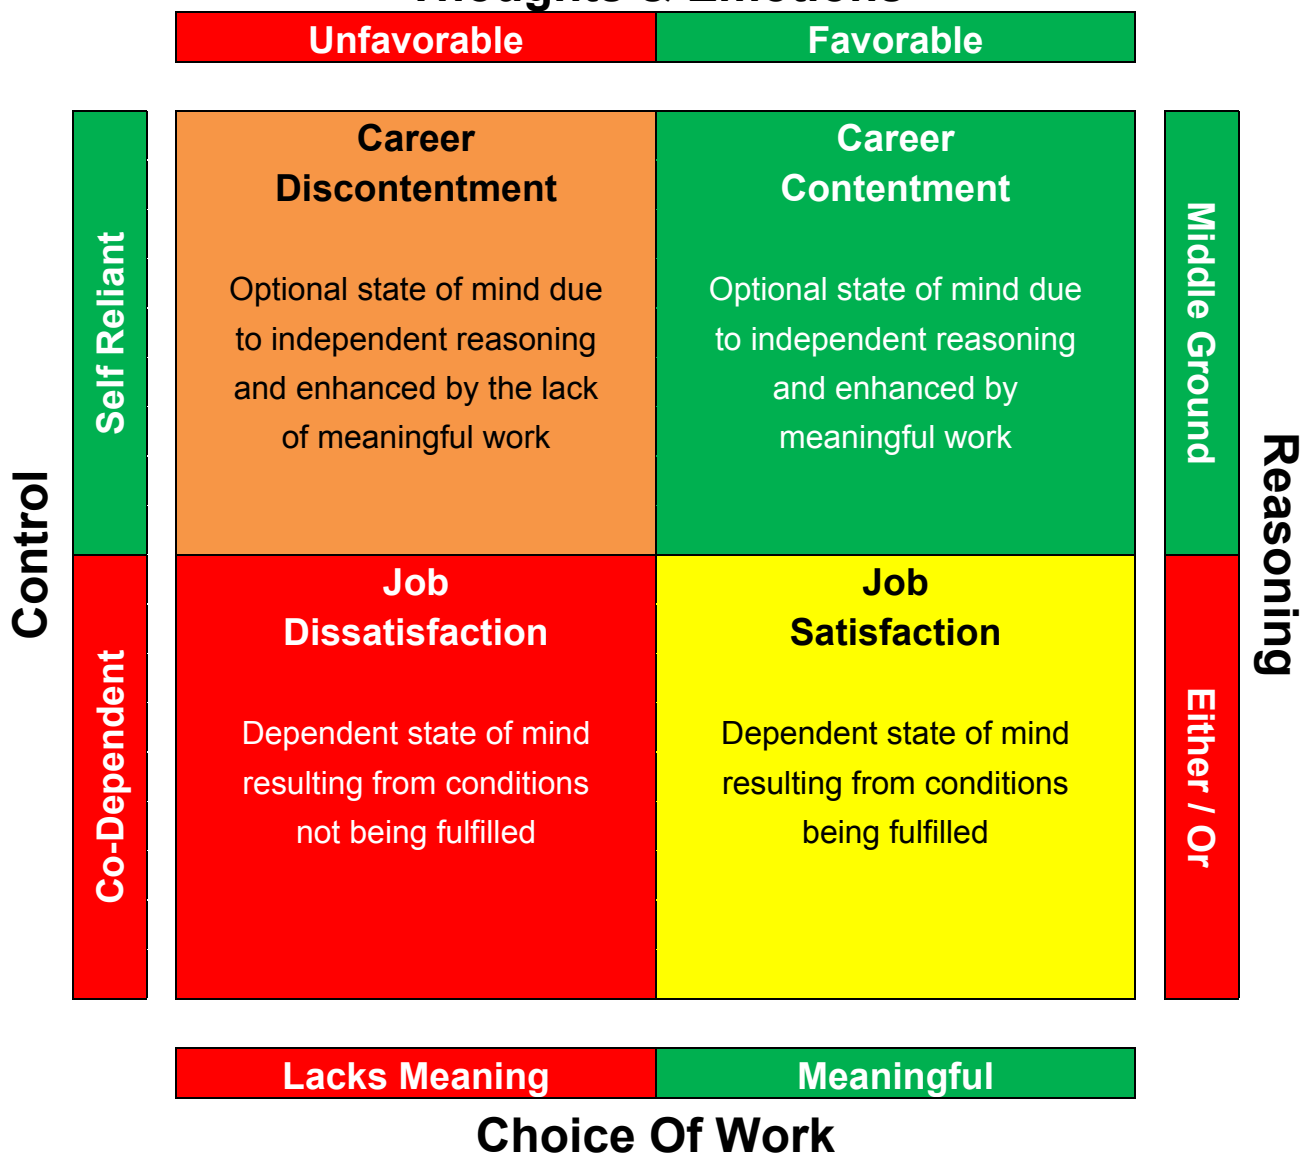 Thoughts & Emotions
Unfavorable
Favorable
Control
Self Reliant
Co-Dependent
Career
Discontentment
Optional state of mind due
to independent reasoning
and enhanced by the lack
of meaningful work
Career
Contentment
Optional state of mind due
to independent reasoning
and enhanced by
meaningful work
Job
Dissatisfaction
Dependent state of mind
resulting from conditions
not being fulfilled
Job
Satisfaction
Dependent state of mind
resulting from conditions
being fulfilled
Middle Ground
Either / Or
Reasoning
Lacks Meaning
Meaningful
Choice Of Work